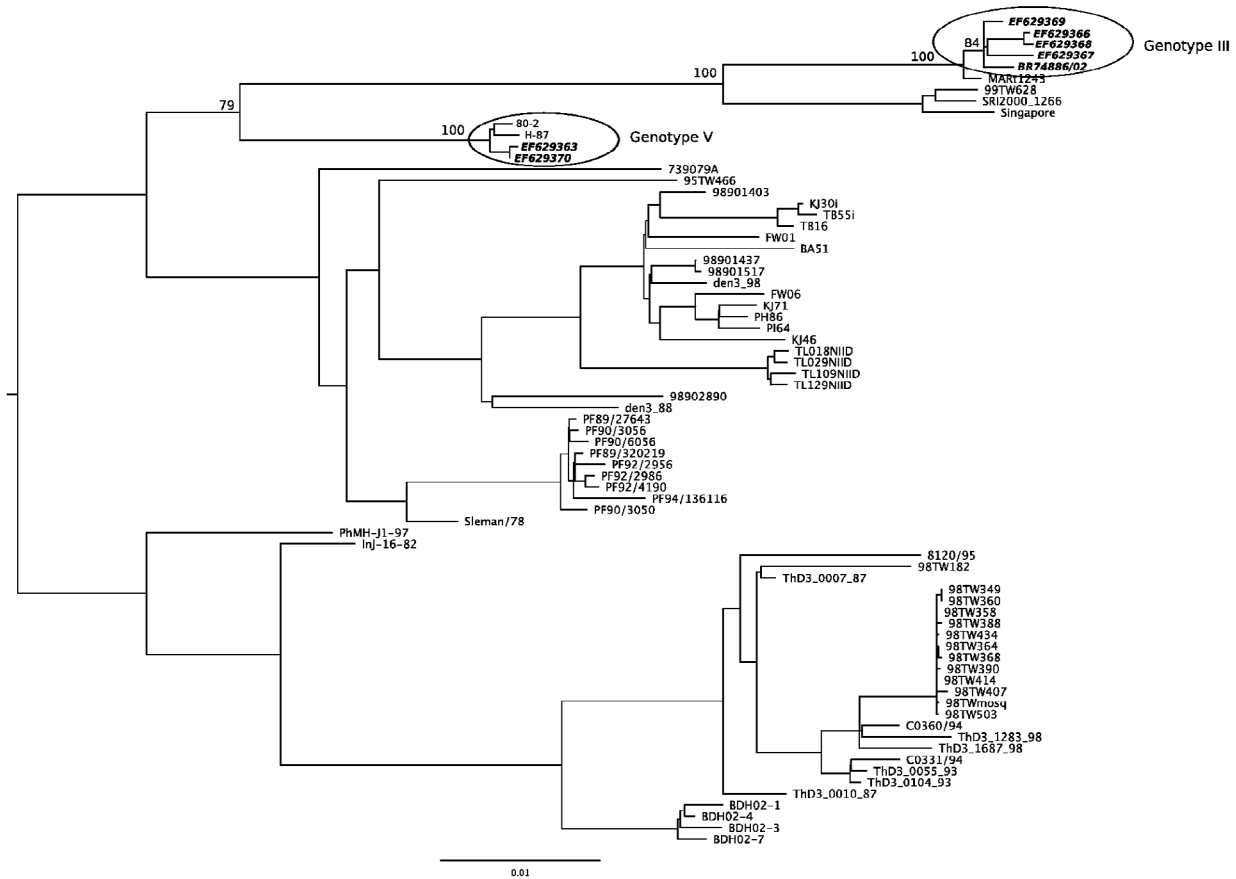 EF629369
EF629366
84
EF629368
Genotype III
100
EF629367
BR74886/02
100
MARt1243
99TW628
SRI2000_1266
79
Singapore
80-2
100
H-87
Genotype V
EF629363
EF629370
739079A
95TW466
98901403
KJ30i
TB55i
TB16
FW01
BA51
98901437
98901517
den3_98
FW06
KJ71
PH86
PI64
KJ46
TL018NIID
TL029NIID
TL109NIID
TL129NIID
98902890
den3_88
PF89/27643
PF90/3056
PF90/6056
PF89/320219
PF92/2956
PF92/2986
PF92/4190
PF94/136116
PF90/3050
Sleman/78
PhMH-J1-97
InJ-16-82
8120/95
98TW182
ThD3_0007_87
98TW349
98TW360
98TW358
98TW388
98TW434
98TW364
98TW368
98TW390
98TW414
98TW407
98TWmosq
98TW503
C0360/94
ThD3_1283_98
ThD3_1687_98
C0331/94
ThD3_0055_93
ThD3_0104_93
ThD3_0010_87
BDH02-1
BDH02-4
BDH02-3
BDH02-7
0.01